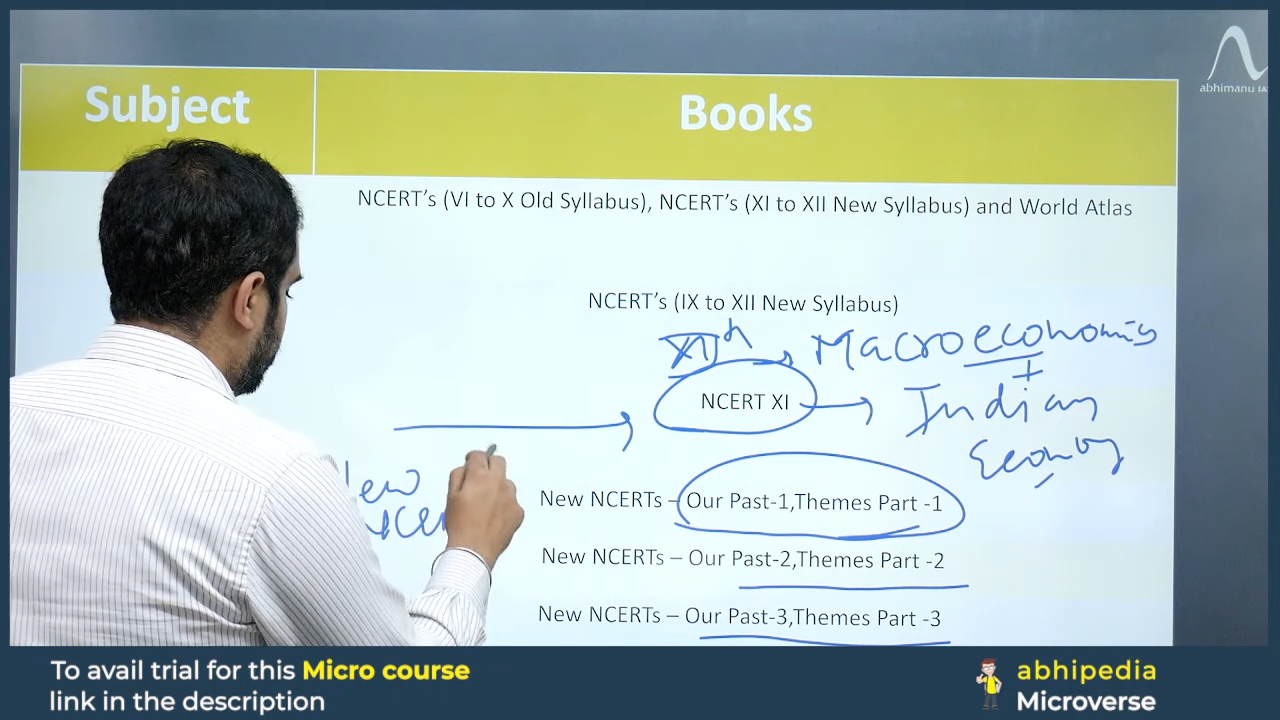 abhimanu IA
Subject
Books
NCERT's (VI to X Old Syllabus), NCERT's (XI to XII New Syllabus) and World Atlas
NCERT's (IX to XII New Syllabus)
Macroeconomics
+
NCERT XI
Indian
Economy
New NCERTs – Our Past-1,Themes Part -1
New NCERTs – Our Past-2,Themes Part -2
New NCERTs – Our Past-3,Themes Part -3
To avail trial for this Micro course
link in the description
abhipedia
Microverse